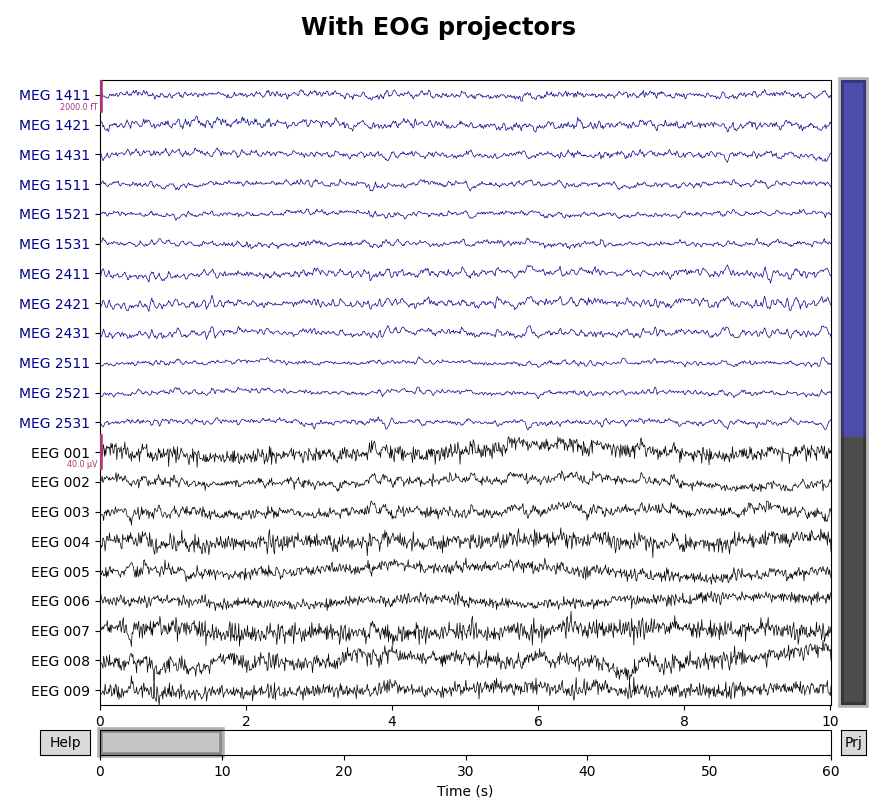 With EOG projectors
MEG 1411
2000.0 fT
MEG 1421
MEG 1431
MEG 1511
MEG 1521
MEG 1531
MEG 2411
MEG 2421
MEG 2431
MEG 2511
MEG 2521
MEG 2531
EEG 001
40.0 µV
EEG 002
EEG 003
EEG 004
EEG 005
EEG 006
EEG 007
EEG 008
EEG 009
0 2 4 6 8 10
Help Prj
0 10 20 30 40 50 60
Time (s)